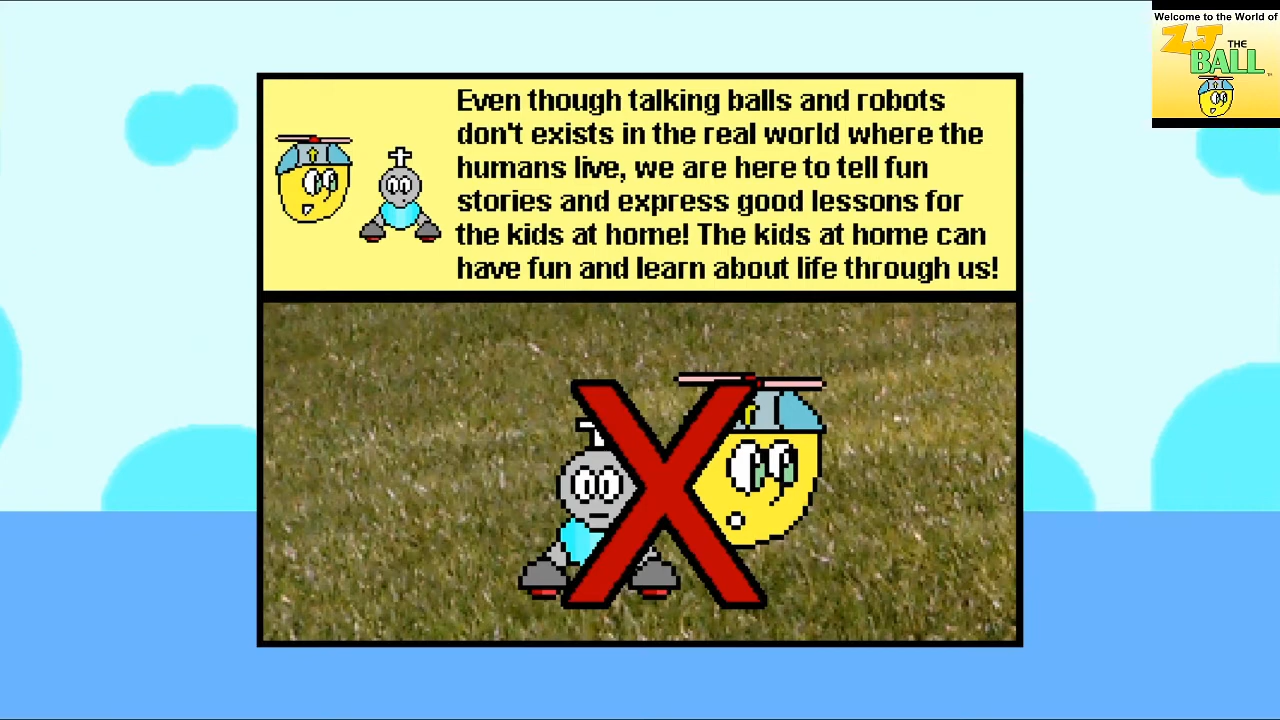 Welcome to the World of
ZJ THE
BALL
Even though talking balls and robots
don't exists in the real world where the
humans live, we are here to tell fun
stories and express good lessons for
the kids at home! The kids at home can
have fun and learn about life through us!